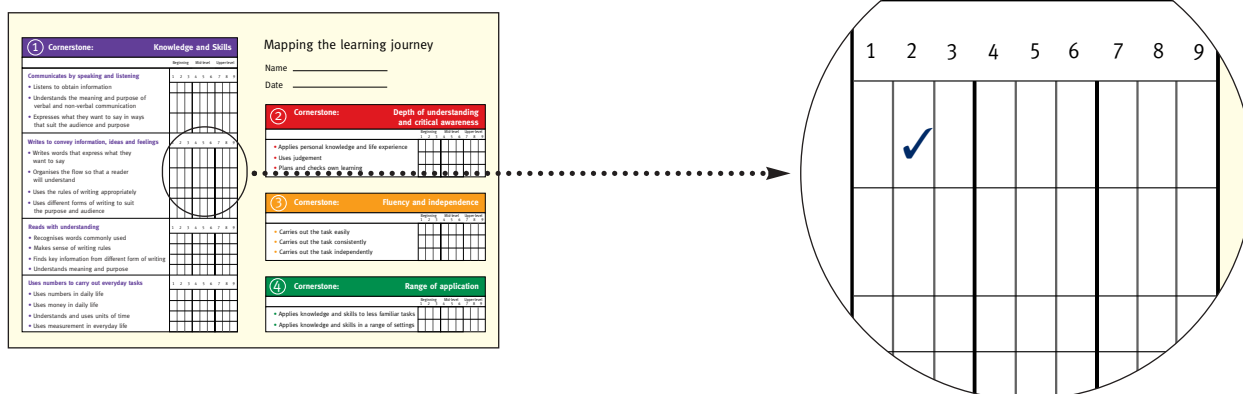 1 Cornerstone: Knowledge and Skills
Beginning Mid-level Upper-level
Communicates by speaking and listening 1 2 3 4 5 6 7 8 9
• Listens to obtain information
• Understands the meaning and purpose of
verbal and non-verbal communication
• Expresses what they want to say in ways
that suit the audience and purpose
Writes to convey information, ideas and feelings 1 2 3 4 5 6 7 8 9
• Writes words that express what they
want to say
• Organises the flow so that a reader
will understand
• Uses the rules of writing appropriately
• Uses different forms of writing to suit
the purpose and audience
Reads with understanding 1 2 3 4 5 6 7 8 9
• Recognises words commonly used
• Makes sense of writing rules
• Finds key information from different form of writing
• Understands meaning and purpose
Uses numbers to carry out everyday tasks 1 2 3 4 5 6 7 8 9
• Uses numbers in daily life
• Uses money in daily life
• Understands and uses units of time
• Uses measurement in everyday life
Mapping the learning journey
Name
Date
2 Cornerstone: Depth of understanding
and critical awareness
Beginning Mid-level Upper-level
1 2 3 4 5 6 7 8 9
• Applies personal knowledge and life experience
• Uses judgement
• Plans and checks own learning
3 Cornerstone: Fluency and independence
Beginning Mid-level Upper-level
1 2 3 4 5 6 7 8 9
• Carries out the task easily
• Carries out the task consistently
• Carries out the task independently
4 Cornerstone: Range of application
Beginning Mid-level Upper-level
1 2 3 4 5 6 7 8 9
• Applies knowledge and skills to less familiar tasks
• Applies knowledge and skills in a range of settings
1 2 3 4 5 6 7 8 9
✓